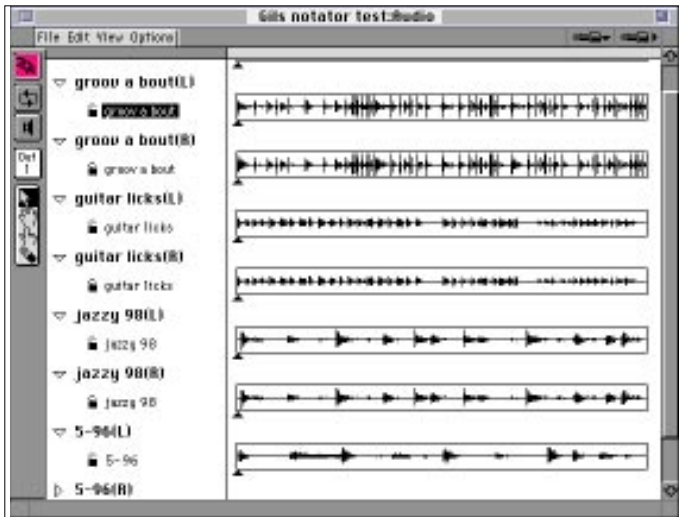 Gils notator test:Audio
File Edit View Options
groov a bout(L)
groov a bout
groov a bout(R)
groov a bout
Out
1
guitar licks(L)
guitar licks
guitar licks(R)
guitar licks
jazzy 98(L)
jazzy 98
jazzy 98(R)
jazzy 98
5-96(L)
5-96
5-96(R)